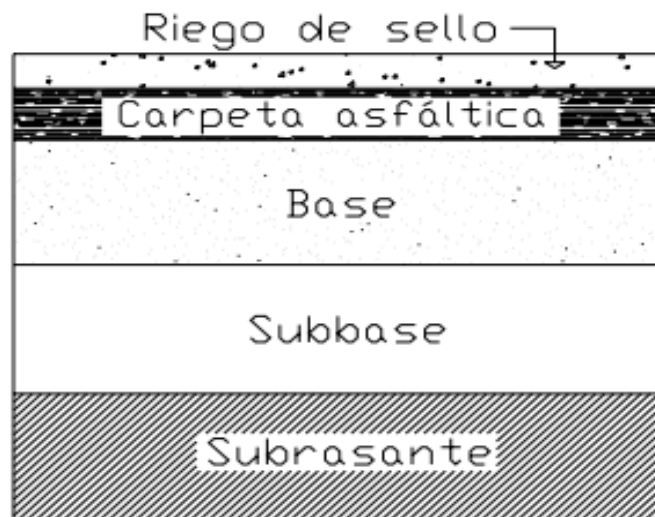 Riego de sello
Carpeta asfáltica
Base
Subbase
Subrasante